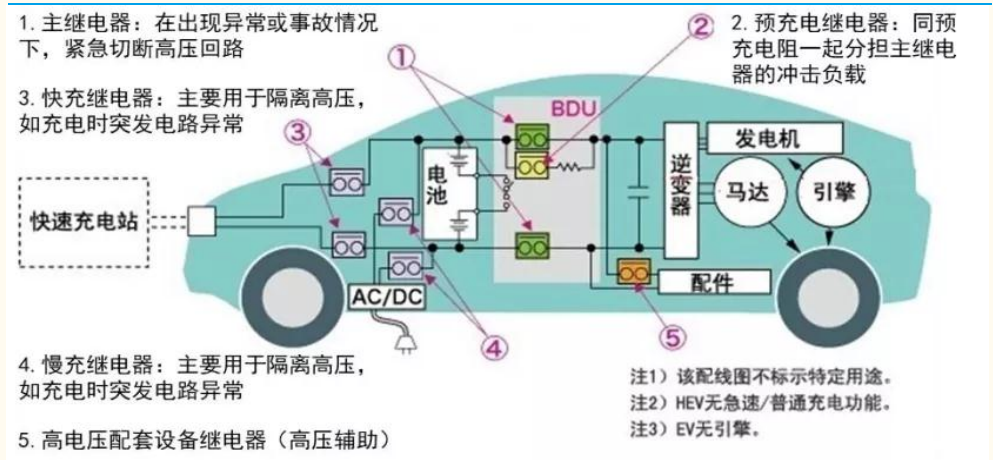 1. 主继电器：在出现异常或事故情况
下，紧急切断高压回路
2. 预充电继电器：同预
充电阻一起分担主继电
器的冲击负载
3. 快充继电器：主要用于隔离高压，
如充电时突发电路异常
①
②
③
BDU
发电机
电池
逆变器
马达
引擎
快速充电站
配件
AC/DC
④
⑤
4. 慢充继电器：主要用于隔离高压，
如充电时突发电路异常
5. 高电压配套设备继电器（高压辅助）
注1）该配线图不标示特定用途。
注2）HEV无急速/普通充电功能。
注3）EV无引擎。